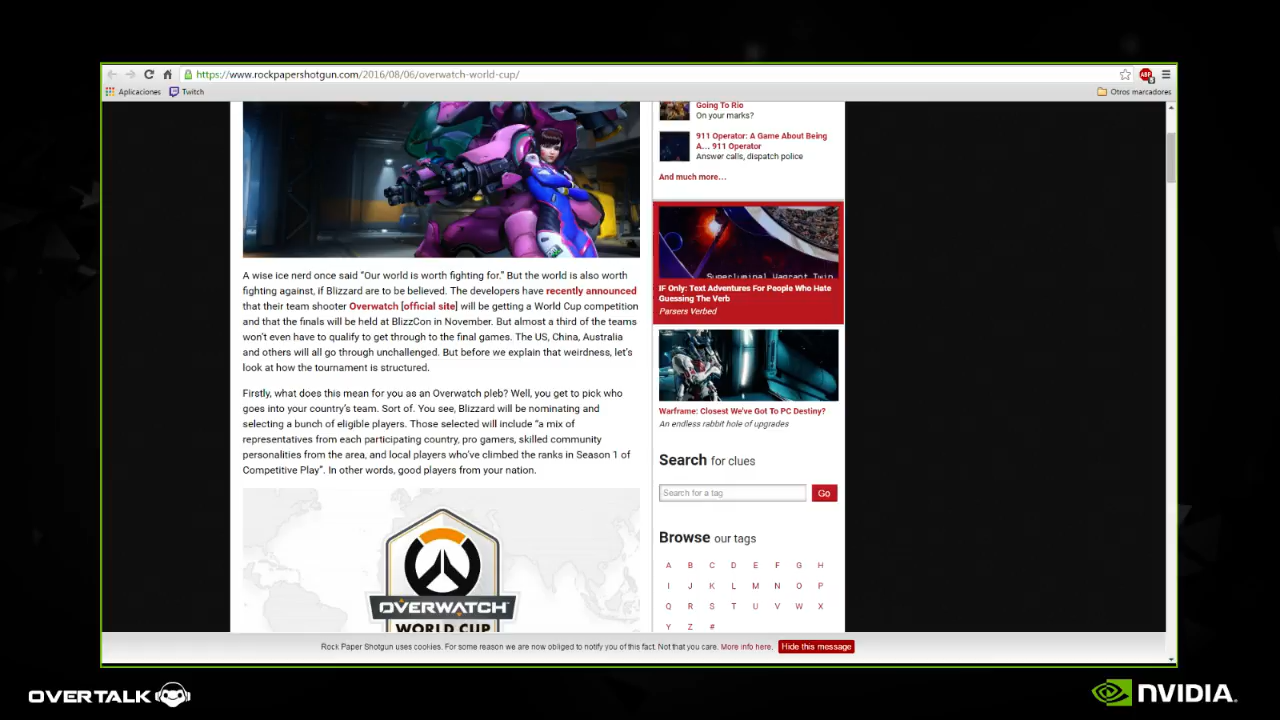 https://www.rockpapershotgun.com/2016/08/06/overwatch-world-cup/
ABP
Aplicaciones
Twitch
Otros marcadores
A wise ice nerd once said “Our world is worth fighting for.” But the world is also worth
fighting against, if Blizzard are to be believed. The developers have recently announced
that their team shooter Overwatch [official site] will be getting a World Cup competition
and that the finals will be held at BlizzCon in November. But almost a third of the teams
won’t even have to qualify to get through to the final games. The US, China, Australia
and others will all go through unchallenged. But before we explain that weirdness, let’s
look at how the tournament is structured.
Firstly, what does this mean for you as an Overwatch pleb? Well, you get to pick who
goes into your country’s team. Sort of. You see, Blizzard will be nominating and
selecting a bunch of eligible players. Those selected will include “a mix of
representatives from each participating country, pro gamers, skilled community
personalities from the area, and local players who’ve climbed the ranks in Season 1 of
Competitive Play”. In other words, good players from your nation.
OVERWATCH
WORLD CUP
Going To Rio
On your marks?
911 Operator: A Game About Being
A... 911 Operator
Answer calls, dispatch police
And much more...
Superluminal Vagrant Twin
IF Only: Text Adventures For People Who Hate
Guessing The Verb
Parsers Verbed
Warframe: Closest We've Got To PC Destiny?
An endless rabbit hole of upgrades
Search for clues
Search for a tag
Go
Browse our tags
A B C D E F G H
I J K L M N O P
Q R S T U V W X
Y Z #
Rock Paper Shotgun uses cookies. For some reason we are now obliged to notify you of this fact. Not that you care. More info here.
Hide this message
OVERTALK
NVIDIA.